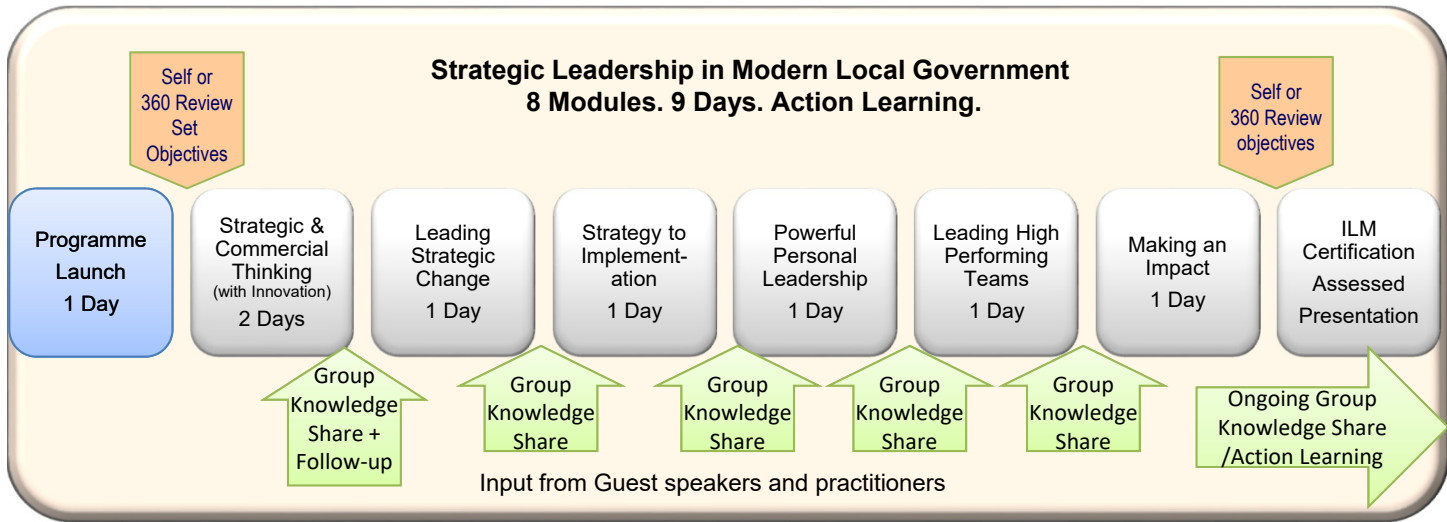 Strategic Leadership in Modern Local Government
8 Modules. 9 Days. Action Learning.
Self or
360 Review
Set
Objectives
Self or
360 Review
objectives
Programme
Launch
1 Day
Strategic &
Commercial
Thinking
(with Innovation)
2 Days
Leading
Strategic
Change
1 Day
Strategy to
Implement-
ation
1 Day
Powerful
Personal
Leadership
1 Day
Leading High
Performing
Teams
1 Day
Making an
Impact
1 Day
ILM
Certification
Assessed
Presentation
Group
Knowledge
Share +
Follow-up
Group
Knowledge
Share
Group
Knowledge
Share
Group
Knowledge
Share
Group
Knowledge
Share
Ongoing Group
Knowledge Share
/Action Learning
Input from Guest speakers and practitioners